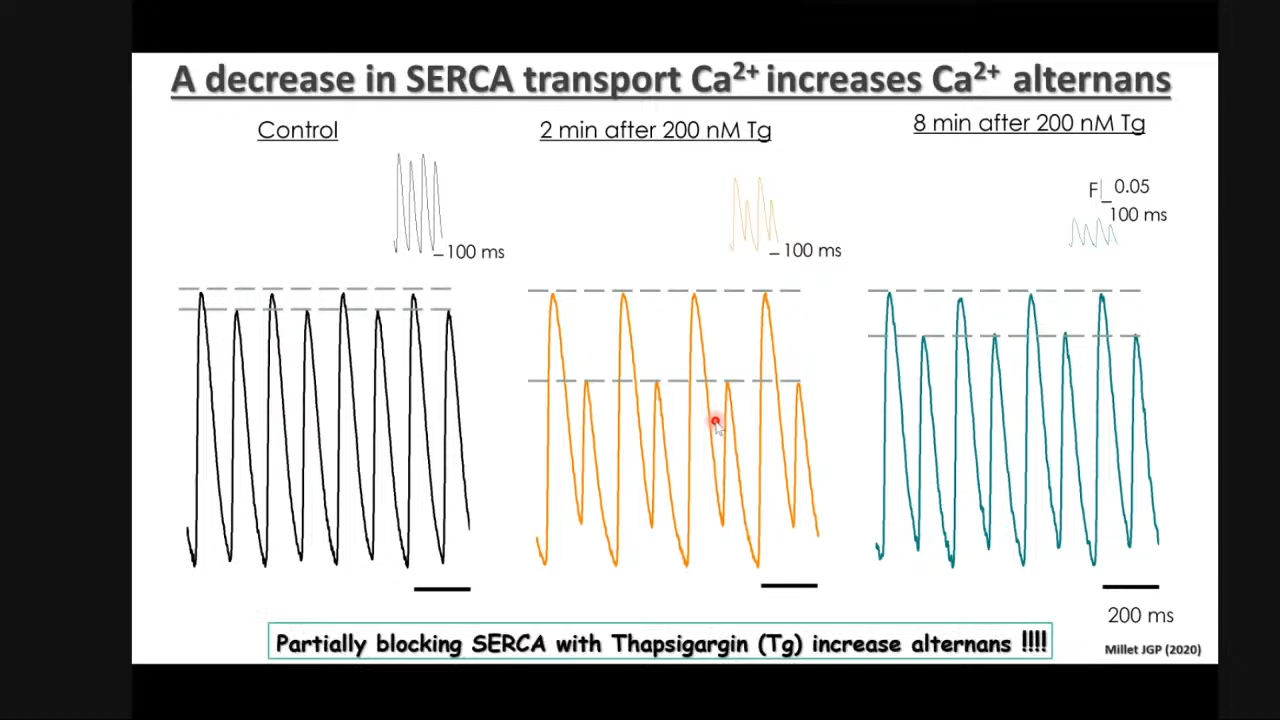 A decrease in SERCA transport Ca²⁺ increases Ca²⁺ alternans
Control
2 min after 200 nM Tg
8 min after 200 nM Tg
100 ms
100 ms
F 0.05
100 ms
200 ms
Partially blocking SERCA with Thapsigargin (Tg) increase alternans !!!!
Millet JGP (2020)